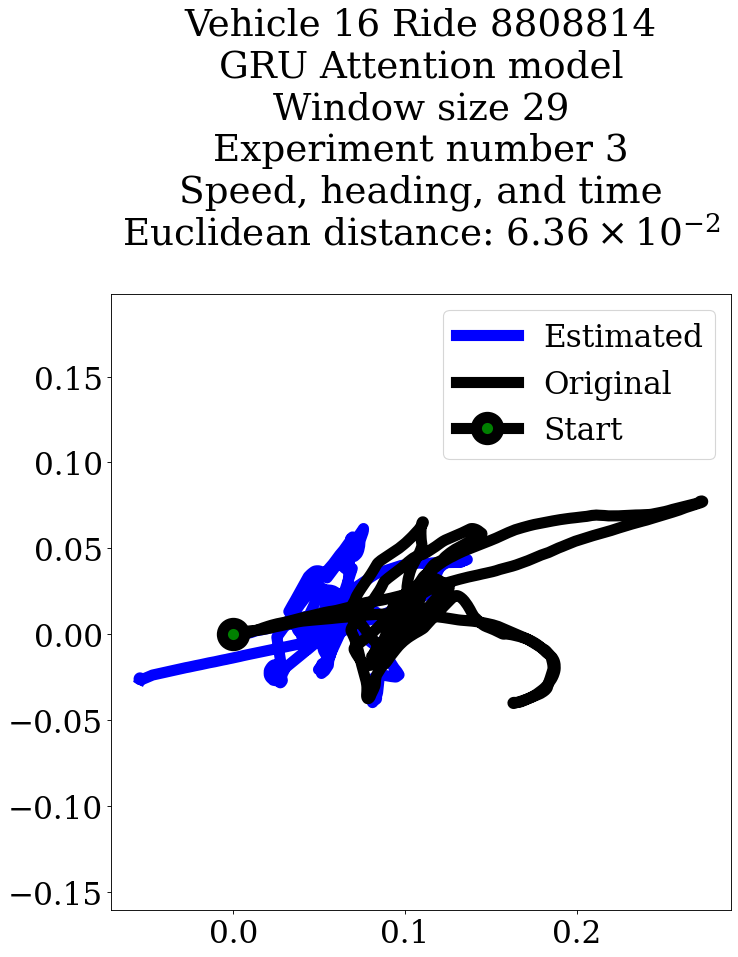 Vehicle 16 Ride 8808814
GRU Attention model
Window size 29
Experiment number 3
Speed, heading, and time
Euclidean distance: 6.36 × 10⁻²
Estimated
Original
Start
0.15
0.10
0.05
0.00
−0.05
−0.10
−0.15
0.0 0.1 0.2